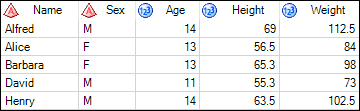 Name Sex Age Height Weight
Alfred M 14 69 112.5
Alice F 13 56.5 84
Barbara F 13 65.3 98
David M 11 55.3 73
Henry M 14 63.5 102.5